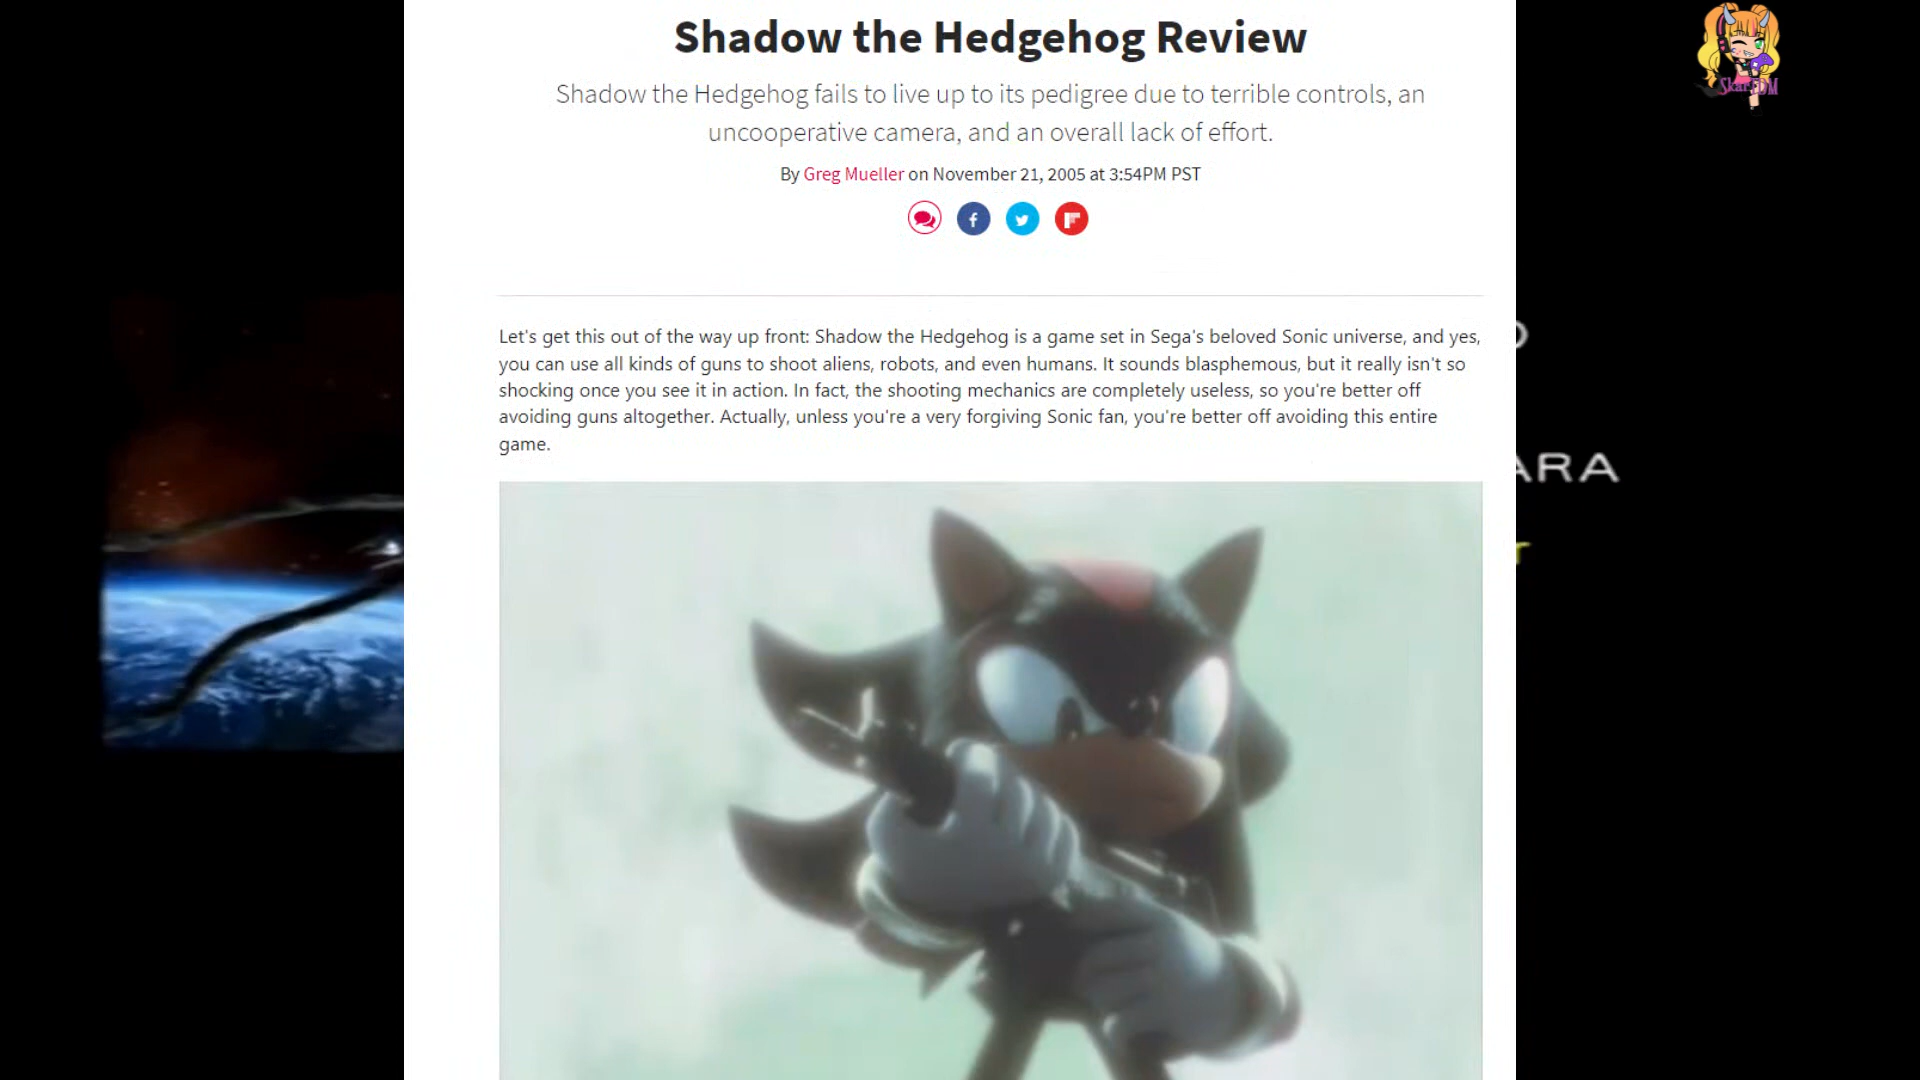 Shadow the Hedgehog Review
Shadow the Hedgehog fails to live up to its pedigree due to terrible controls, an
uncooperative camera, and an overall lack of effort.
By Greg Mueller on November 21, 2005 at 3:54PM PST
Let's get this out of the way up front: Shadow the Hedgehog is a game set in Sega's beloved Sonic universe, and yes,
you can use all kinds of guns to shoot aliens, robots, and even humans. It sounds blasphemous, but it really isn't so
shocking once you see it in action. In fact, the shooting mechanics are completely useless, so you're better off
avoiding guns altogether. Actually, unless you're a very forgiving Sonic fan, you're better off avoiding this entire
game.
ARA